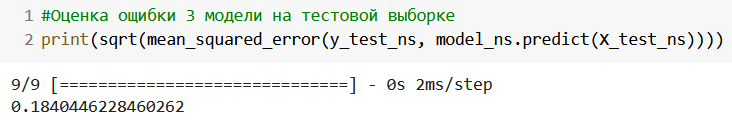 1 #Оценка ощибки 3 модели на тестовой выборке
2 print(sqrt(mean_squared_error(y_test_ns, model_ns.predict(X_test_ns))))
9/9 [==============================] - 0s 2ms/step
0.1840446228460262